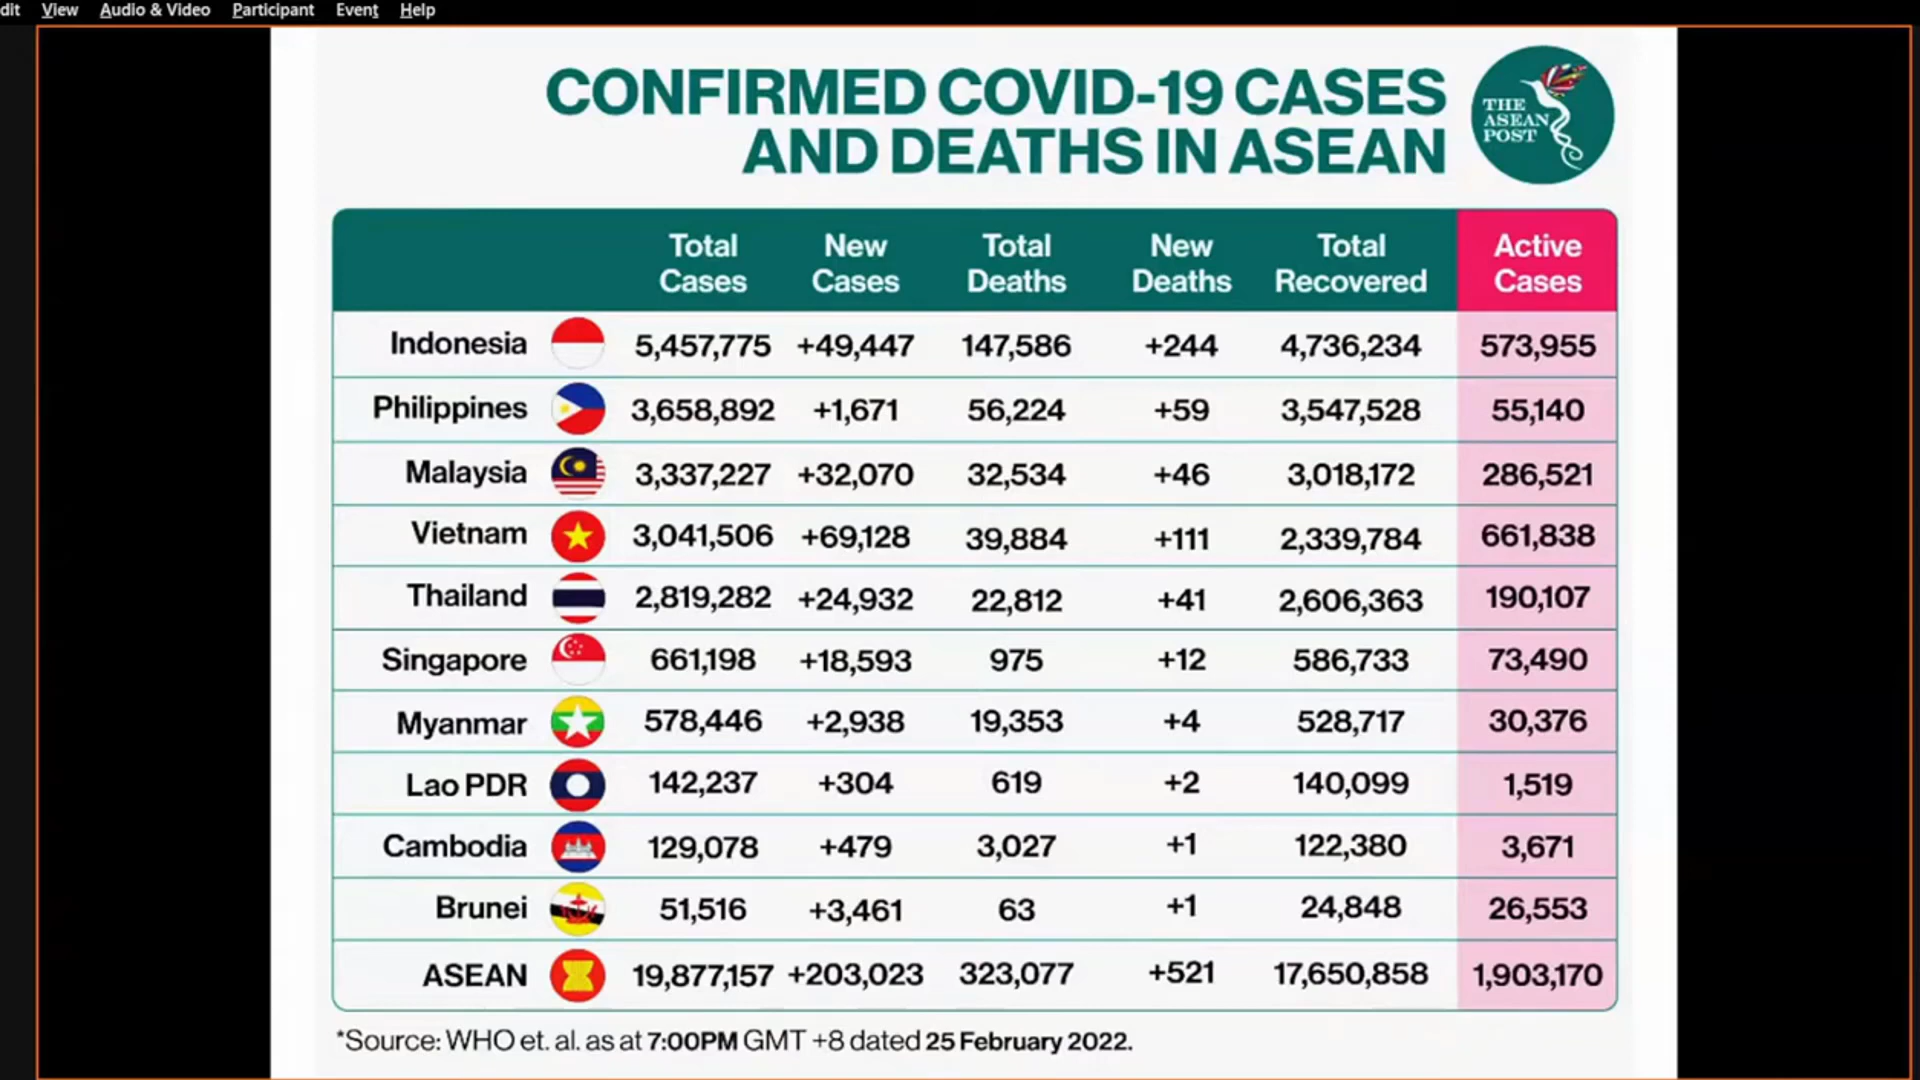 dit View Audio & Video Participant Event Help
CONFIRMED COVID-19 CASES
AND DEATHS IN ASEAN
THE
ASEAN
POST
Total Cases New Cases Total Deaths New Deaths Total Recovered Active Cases
Indonesia 5,457,775 +49,447 147,586 +244 4,736,234 573,955
Philippines 3,658,892 +1,671 56,224 +59 3,547,528 55,140
Malaysia 3,337,227 +32,070 32,534 +46 3,018,172 286,521
Vietnam 3,041,506 +69,128 39,884 +111 2,339,784 661,838
Thailand 2,819,282 +24,932 22,812 +41 2,606,363 190,107
Singapore 661,198 +18,593 975 +12 586,733 73,490
Myanmar 578,446 +2,938 19,353 +4 528,717 30,376
Lao PDR 142,237 +304 619 +2 140,099 1,519
Cambodia 129,078 +479 3,027 +1 122,380 3,671
Brunei 51,516 +3,461 63 +1 24,848 26,553
ASEAN 19,877,157 +203,023 323,077 +521 17,650,858 1,903,170
*Source: WHO et. al. as at 7:00PM GMT +8 dated 25 February 2022.